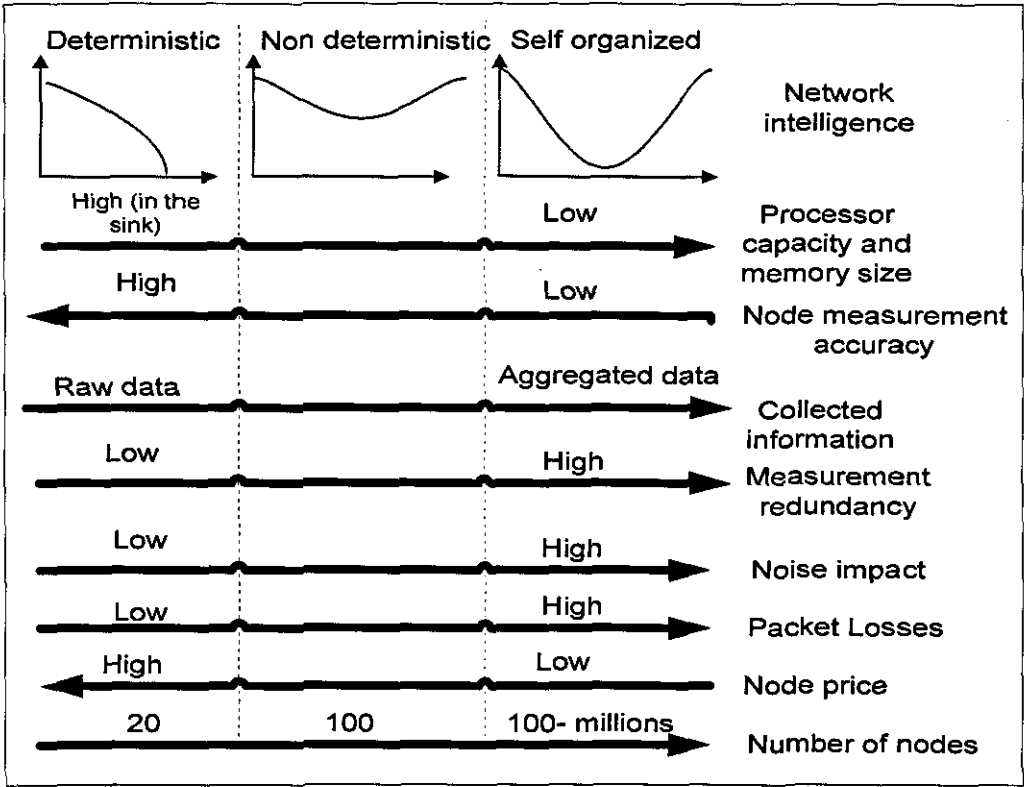 Deterministic
Non deterministic
Self organized
Network
intelligence
High (in the
sink)
Low
Processor
capacity and
memory size
High
Low
Node measurement
accuracy
Raw data
Aggregated data
Collected
information
Low
High
Measurement
redundancy
Low
High
Noise impact
Low
High
Packet Losses
High
Low
Node price
20
100
100- millions
Number of nodes